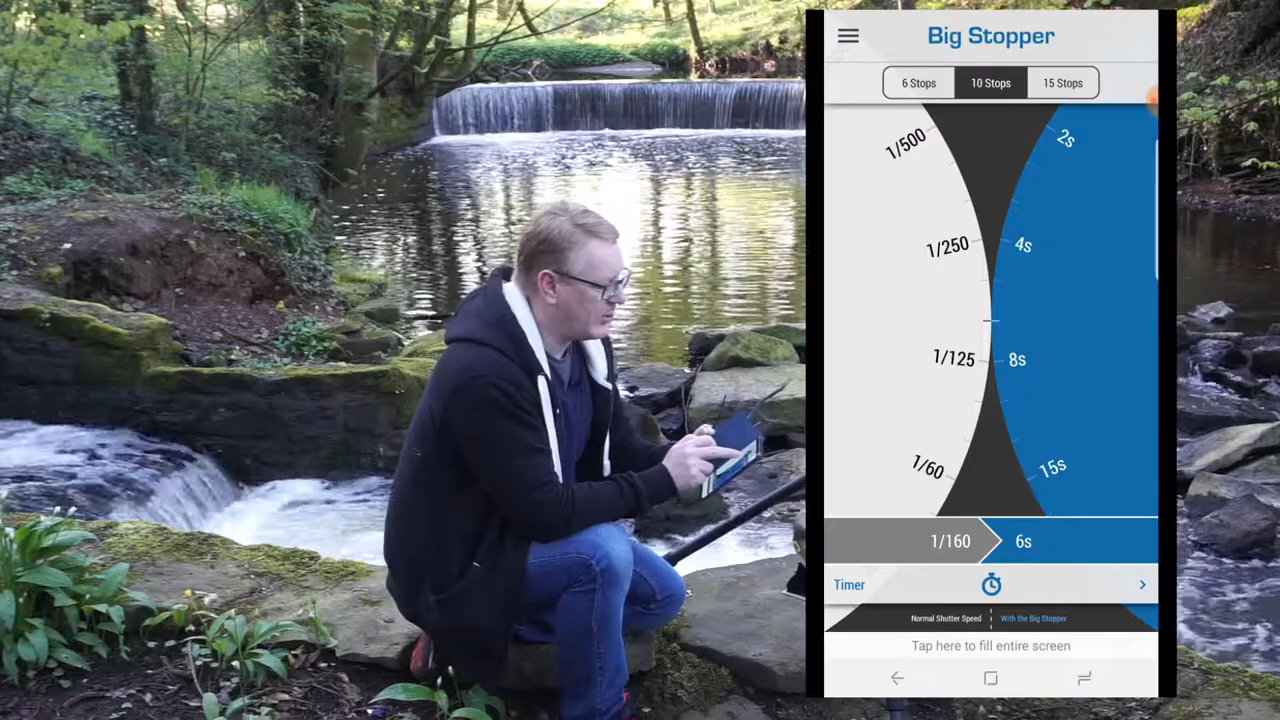 Big Stopper
6 Stops 10 Stops 15 Stops
1/500 2s
1/250 4s
1/125 8s
1/60 15s
1/160 6s
Timer
Normal Shutter Speed With the Big Stopper
Tap here to fill entire screen